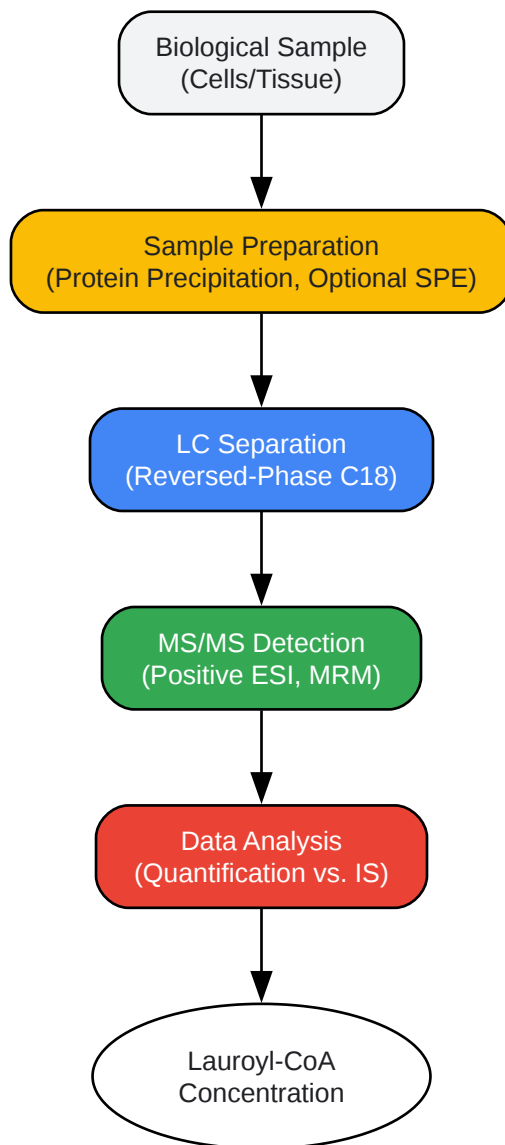 Biological Sample
(Cells/Tissue)
Sample Preparation
(Protein Precipitation, Optional SPE)
LC Separation
(Reversed-Phase C18)
MS/MS Detection
(Positive ESI, MRM)
Data Analysis
(Quantification vs. IS)
Lauroyl-CoA
Concentration